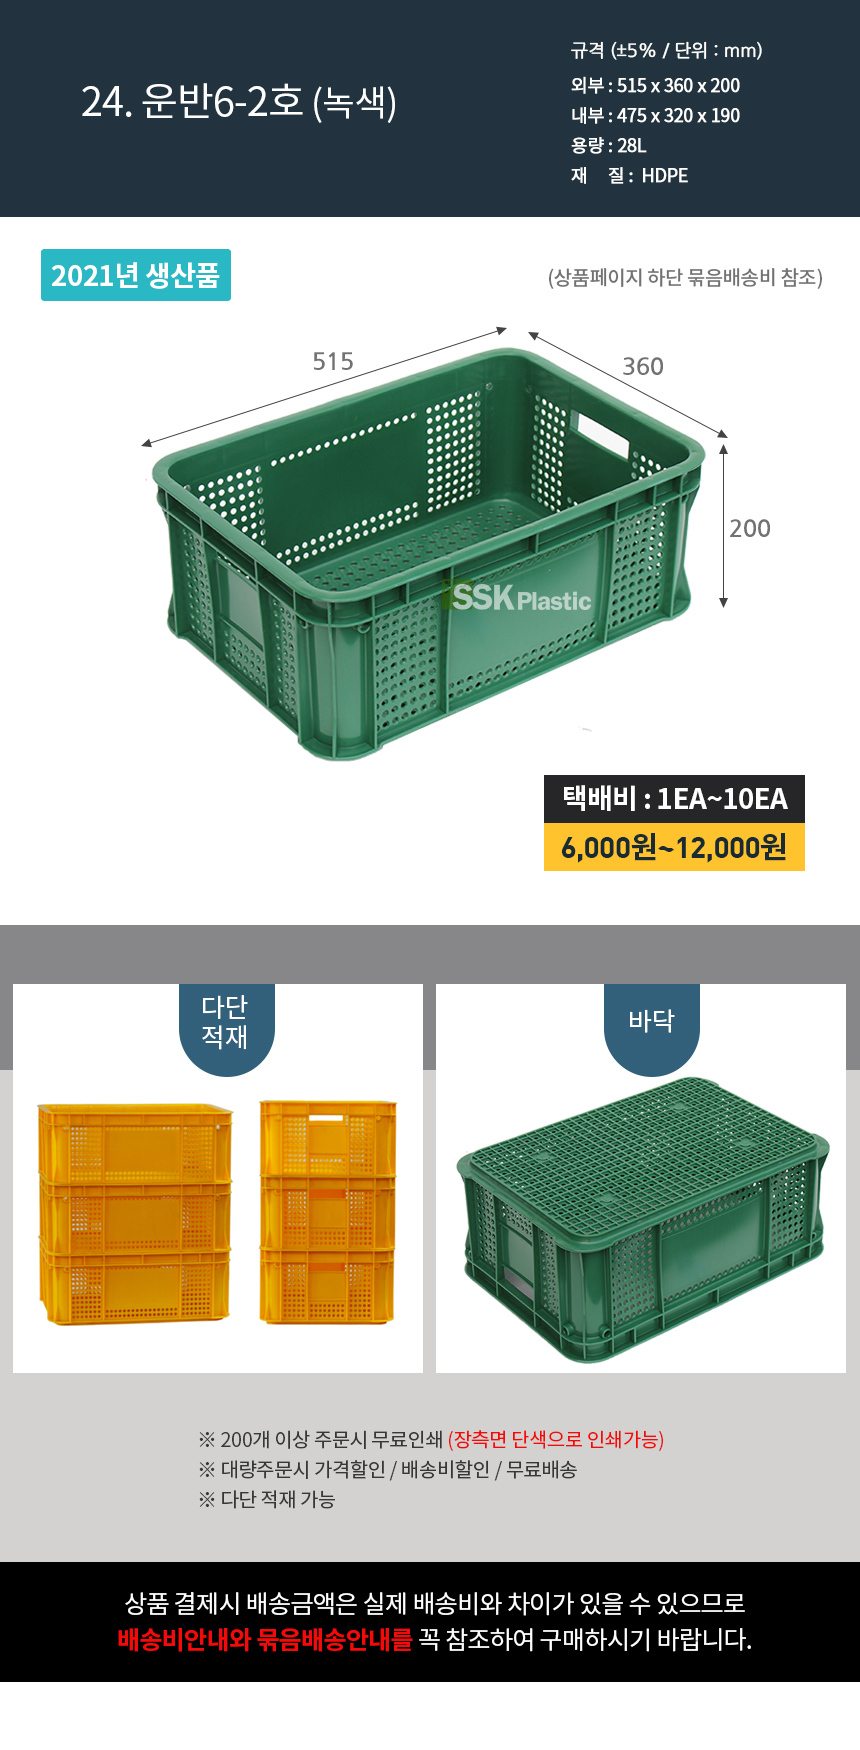 24. 운반6-2호 (녹색)
규격 (±5% / 단위 : mm)
외부 : 515 x 360 x 200
내부 : 475 x 320 x 190
용량 : 28L
재 질 : HDPE
2021년 생산품
(상품페이지 하단 묶음배송비 참조)
515
360
200
SSK Plastic
택배비 : 1EA~10EA
6,000원~12,000원
다단
적재
바닥
※ 200개 이상 주문시 무료인쇄 (장측면 단색으로 인쇄가능)
※ 대량주문시 가격할인 / 배송비할인 / 무료배송
※ 다단 적재 가능
상품 결제시 배송금액은 실제 배송비와 차이가 있을 수 있으므로
배송비안내와 묶음배송안내를 꼭 참조하여 구매하시기 바랍니다.